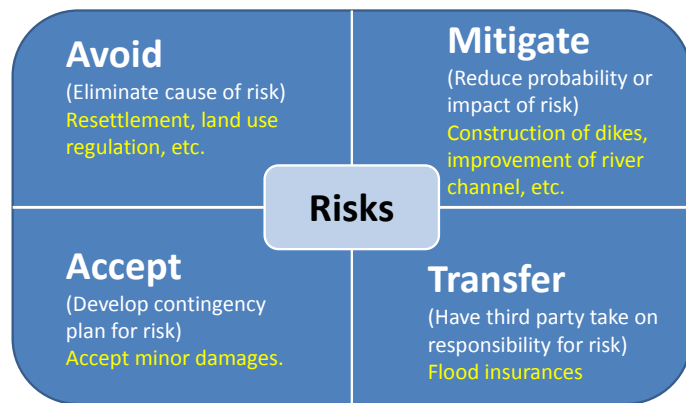 Avoid
(Eliminate cause of risk)
Resettlement, land use
regulation, etc.
Mitigate
(Reduce probability or
impact of risk)
Construction of dikes,
improvement of river
channel, etc.
Risks
Accept
(Develop contingency
plan for risk)
Accept minor damages.
Transfer
(Have third party take on
responsibility for risk)
Flood insurances